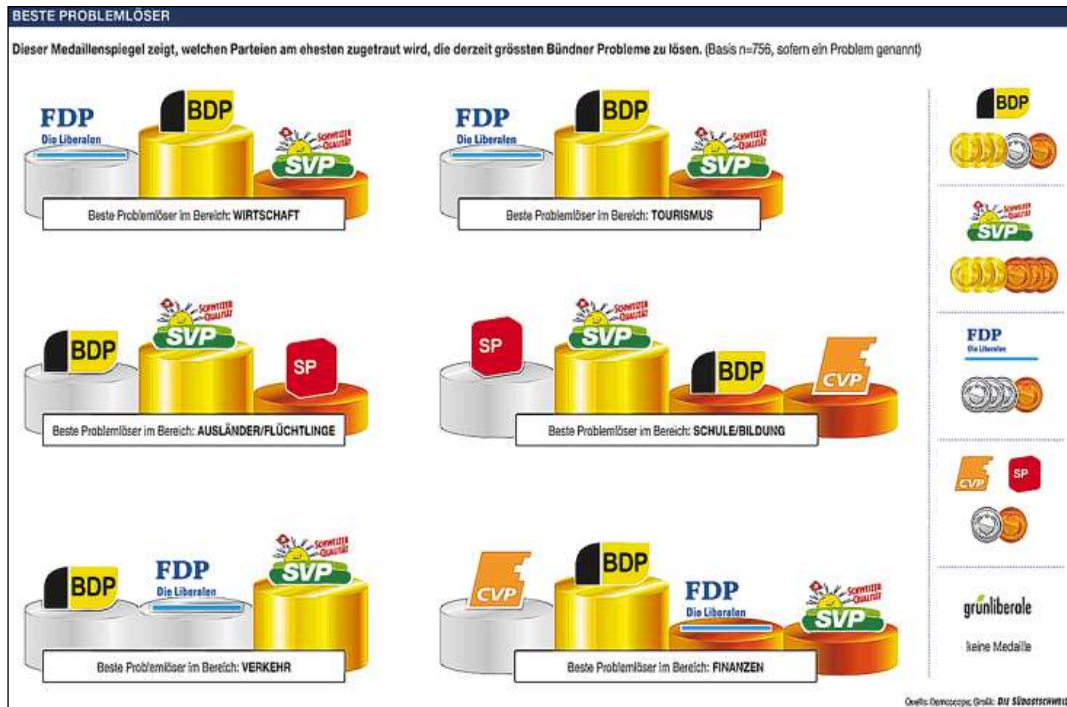 BESTE PROBLEMLÖSER
Dieser Medaillenspiegel zeigt, welchen Parteien am ehesten zugetraut wird, die derzeit grössten Bündner Probleme zu lösen. (Basis n=756, sofern ein Problem genannt)
FDP
Die Liberalen
BDP
SCHWEIZER
QUALITÄT
SVP
Beste Problemlöser im Bereich: WIRTSCHAFT
FDP
Die Liberalen
BDP
SCHWEIZER
QUALITÄT
SVP
Beste Problemlöser im Bereich: TOURISMUS
BDP
SCHWEIZER
QUALITÄT
SVP
SP
Beste Problemlöser im Bereich: AUSLÄNDER/FLÜCHTLINGE
SP
SCHWEIZER
QUALITÄT
SVP
BDP
CVP
Beste Problemlöser im Bereich: SCHULE/BILDUNG
BDP
FDP
Die Liberalen
SCHWEIZER
QUALITÄT
SVP
Beste Problemlöser im Bereich: VERKEHR
CVP
BDP
FDP
Die Liberalen
SCHWEIZER
QUALITÄT
SVP
Beste Problemlöser im Bereich: FINANZEN
BDP
SCHWEIZER
QUALITÄT
SVP
FDP
Die Liberalen
CVP SP
grünliberale
keine Medaille
Quelle: Demoscope; Grafik: DIE SÜDOSTSCHWEIZ